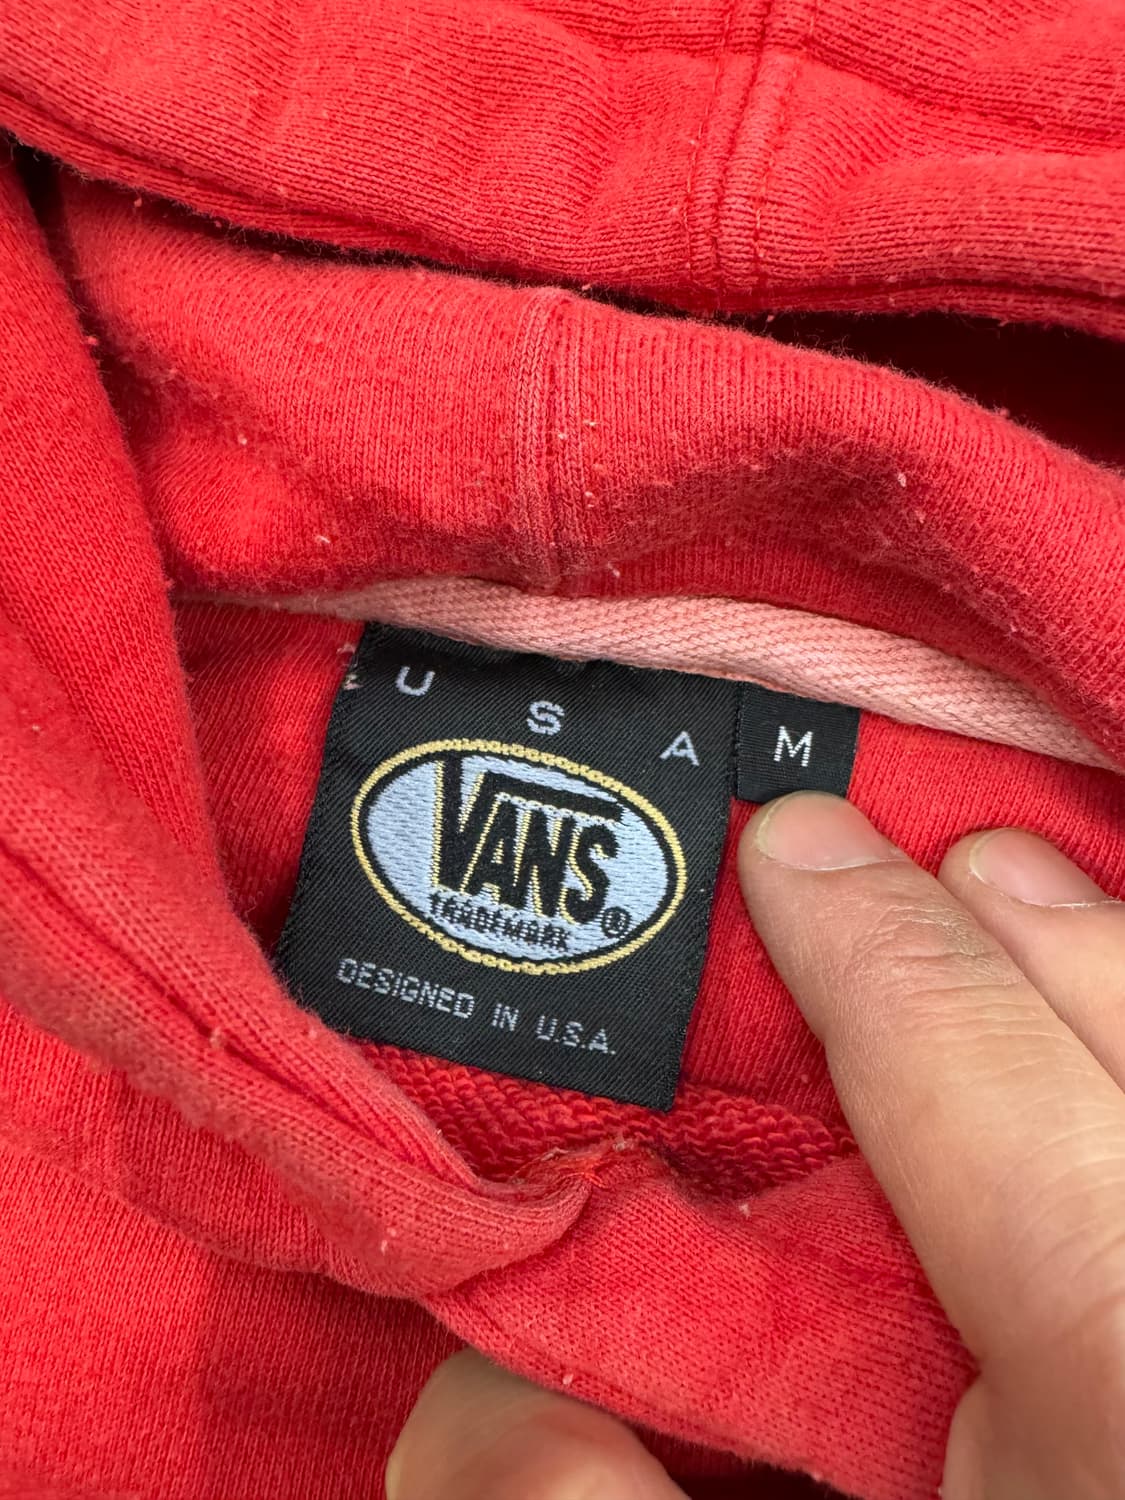 U S A
M
VANS
TRADEMARK ®
DESIGNED IN U.S.A.